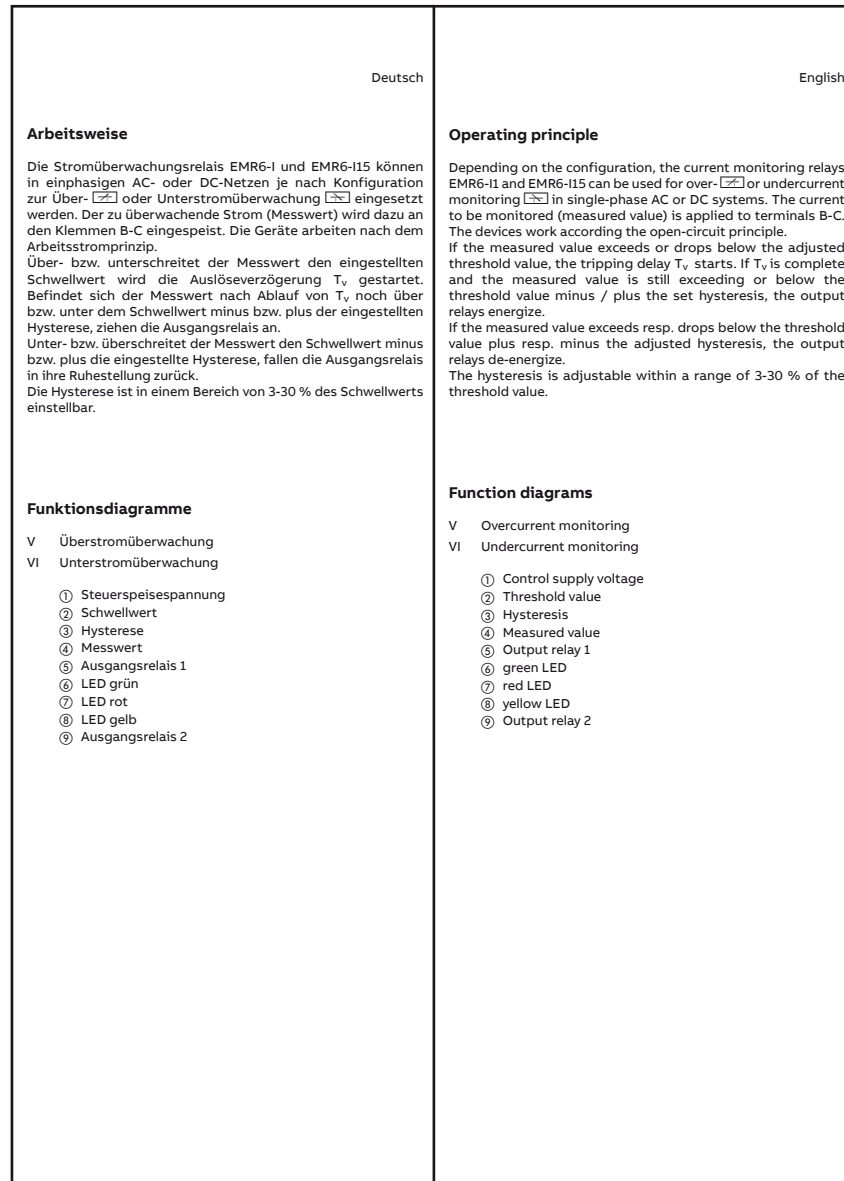 Deutsch
Arbeitsweise
Die Stromüberwachungsrelais EMR6-I und EMR6-I15 können
in einphasigen AC- oder DC-Netzen je nach Konfiguration
zur Über- oder Unterstromüberwachung eingesetzt
werden. Der zu überwachende Strom (Messwert) wird dazu an
den Klemmen B-C eingespeist. Die Geräte arbeiten nach dem
Arbeitsstromprinzip.
Über- bzw. unterschreitet der Messwert den eingestellten
Schwellwert wird die Auslöseverzögerung Tv gestartet.
Befindet sich der Messwert nach Ablauf von Tv noch über
bzw. unter dem Schwellwert minus bzw. plus der eingestellten
Hysterese, ziehen die Ausgangsrelais an.
Unter- bzw. überschreitet der Messwert den Schwellwert minus
bzw. plus die eingestellte Hysterese, fallen die Ausgangsrelais
in ihre Ruhestellung zurück.
Die Hysterese ist in einem Bereich von 3-30 % des Schwellwerts
einstellbar.
Funktionsdiagramme
V Überstromüberwachung
VI Unterstromüberwachung
① Steuerspeisespannung
② Schwellwert
③ Hysterese
④ Messwert
⑤ Ausgangsrelais 1
⑥ LED grün
⑦ LED rot
⑧ LED gelb
⑨ Ausgangsrelais 2
English
Operating principle
Depending on the configuration, the current monitoring relays
EMR6-I1 and EMR6-I15 can be used for over- or undercurrent
monitoring in single-phase AC or DC systems. The current
to be monitored (measured value) is applied to terminals B-C.
The devices work according the open-circuit principle.
If the measured value exceeds or drops below the adjusted
threshold value, the tripping delay Tv starts. If Tv is complete
and the measured value is still exceeding or below the
threshold value minus / plus the set hysteresis, the output
relays energize.
If the measured value exceeds resp. drops below the threshold
value plus resp. minus the adjusted hysteresis, the output
relays de-energize.
The hysteresis is adjustable within a range of 3-30 % of the
threshold value.
Function diagrams
V Overcurrent monitoring
VI Undercurrent monitoring
① Control supply voltage
② Threshold value
③ Hysteresis
④ Measured value
⑤ Output relay 1
⑥ green LED
⑦ red LED
⑧ yellow LED
⑨ Output relay 2